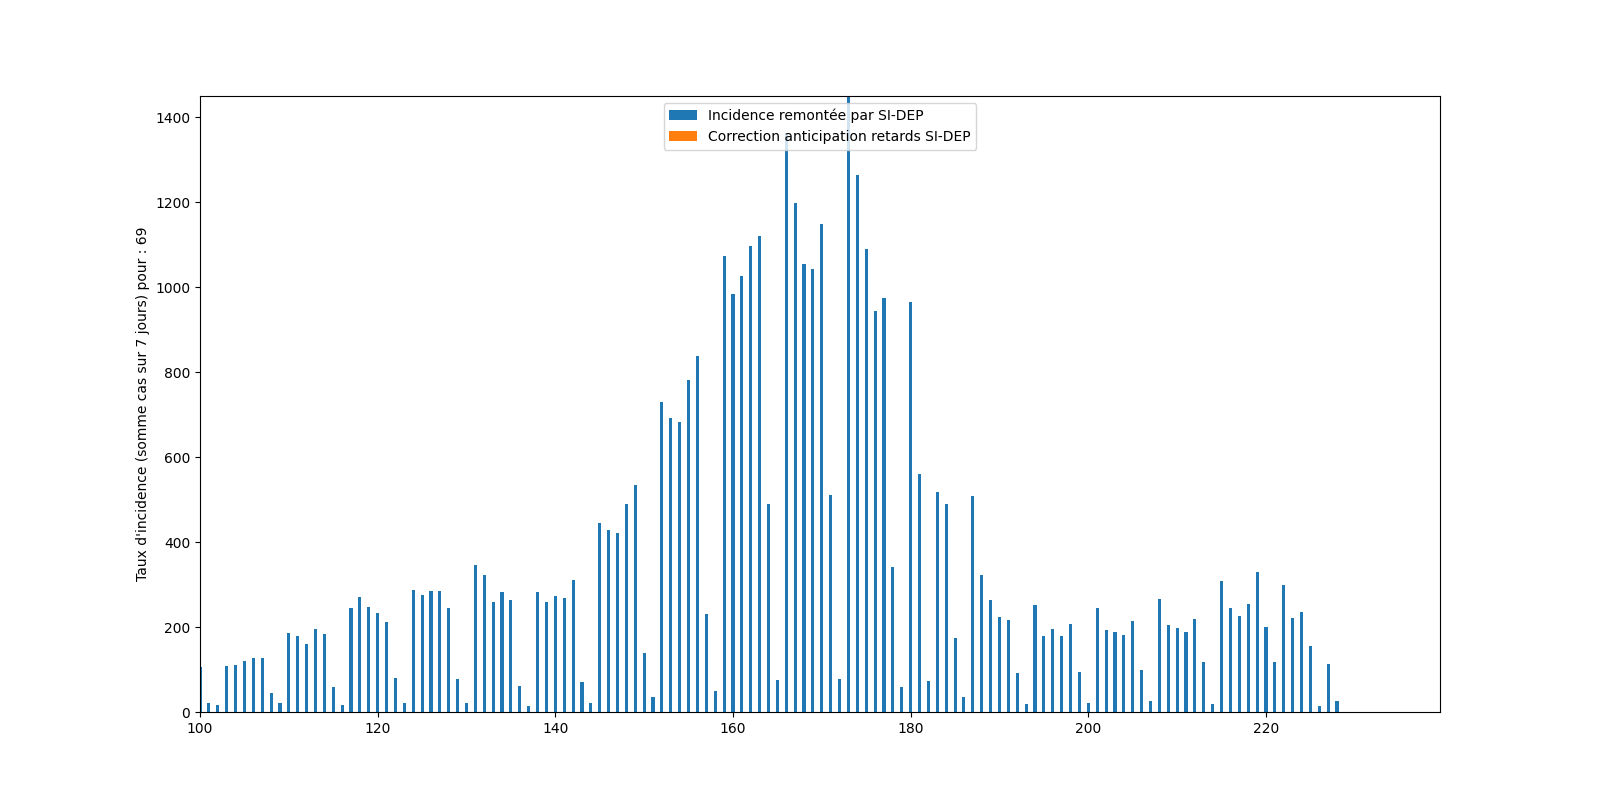 Incidence remontée par SI-DEP
Correction anticipation retards SI-DEP
Taux d'incidence (somme cas sur 7 jours) pour : 69
1400
1200
1000
800
600
400
200
0
100 120 140 160 180 200 220